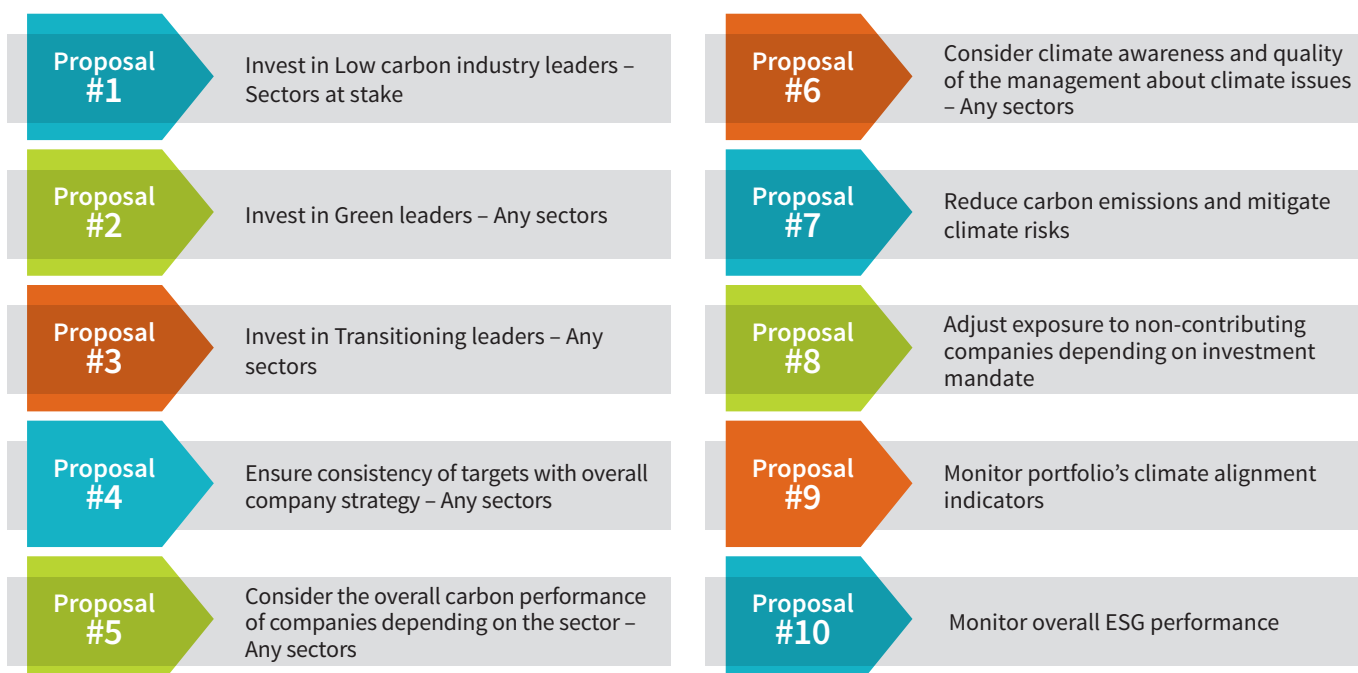 Proposal
#1
Invest in Low carbon industry leaders –
Sectors at stake
Proposal
#2
Invest in Green leaders – Any sectors
Proposal
#3
Invest in Transitioning leaders – Any
sectors
Proposal
#4
Ensure consistency of targets with overall
company strategy – Any sectors
Proposal
#5
Consider the overall carbon performance
of companies depending on the sector –
Any sectors
Proposal
#6
Consider climate awareness and quality
of the management about climate issues
– Any sectors
Proposal
#7
Reduce carbon emissions and mitigate
climate risks
Proposal
#8
Adjust exposure to non-contributing
companies depending on investment
mandate
Proposal
#9
Monitor portfolio’s climate alignment
indicators
Proposal
#10
Monitor overall ESG performance